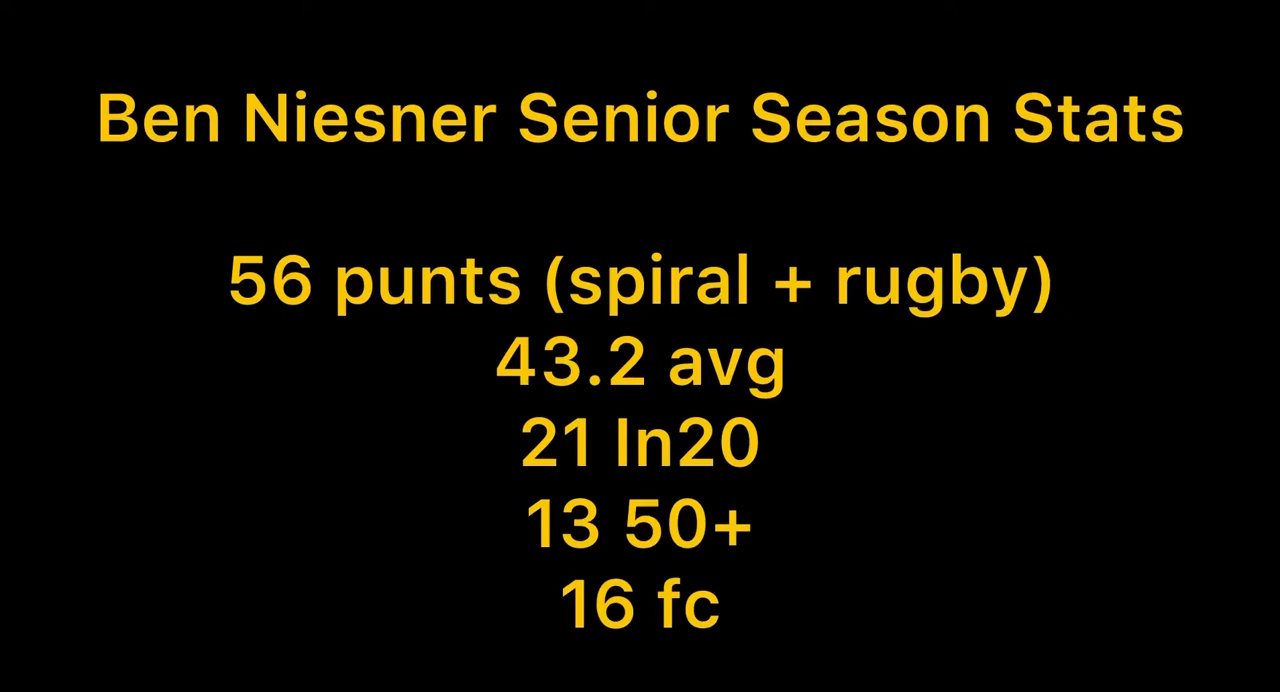 Ben Niesner Senior Season Stats
56 punts (spiral + rugby)
43.2 avg
21 In20
13 50+
16 fc